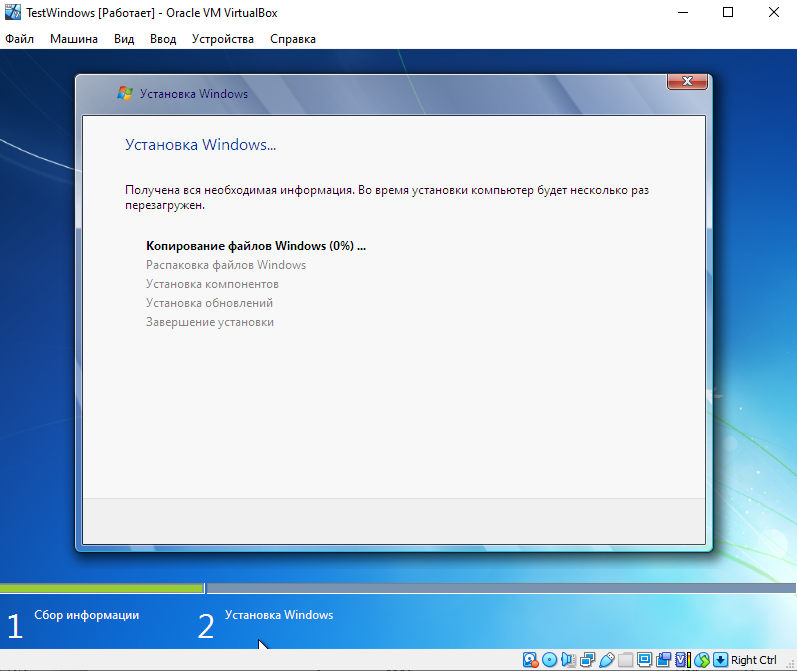 TestWindows [Работает] - Oracle VM VirtualBox
Файл Машина Вид Ввод Устройства Справка
Установка Windows
Установка Windows...
Получена вся необходимая информация. Во время установки компьютер будет несколько раз
перезагружен.
Копирование файлов Windows (0%) ...
Распаковка файлов Windows
Установка компонентов
Установка обновлений
Завершение установки
1 Сбор информации 2 Установка Windows
Right Ctrl